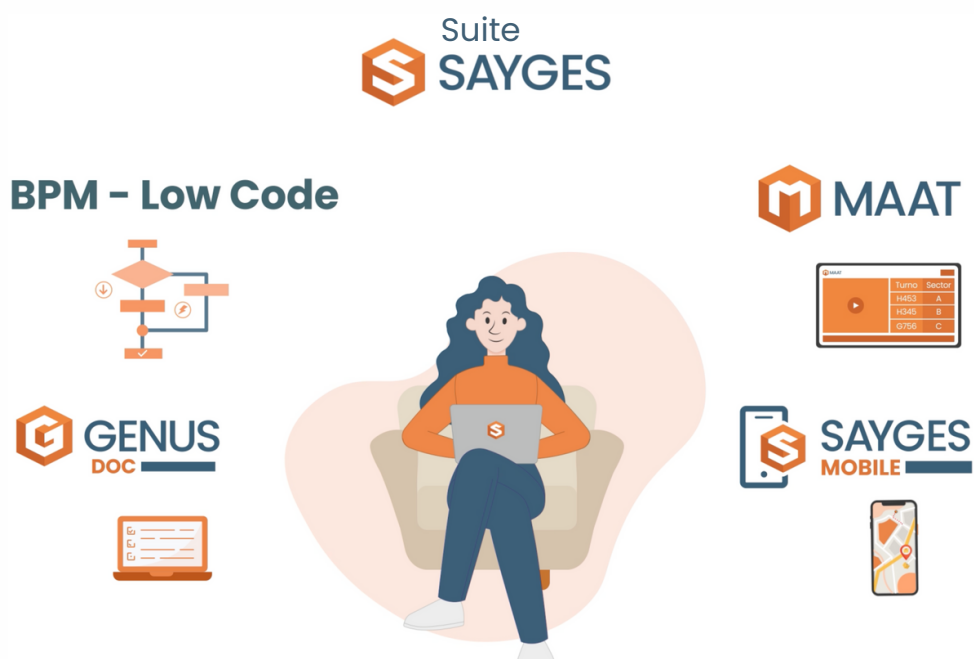 Suite
SAYGES
BPM - Low Code
MAAT
MAAT
Turno Sector
H453 A
H345 B
G756 C
GENUS
DOC
SAYGES
MOBILE